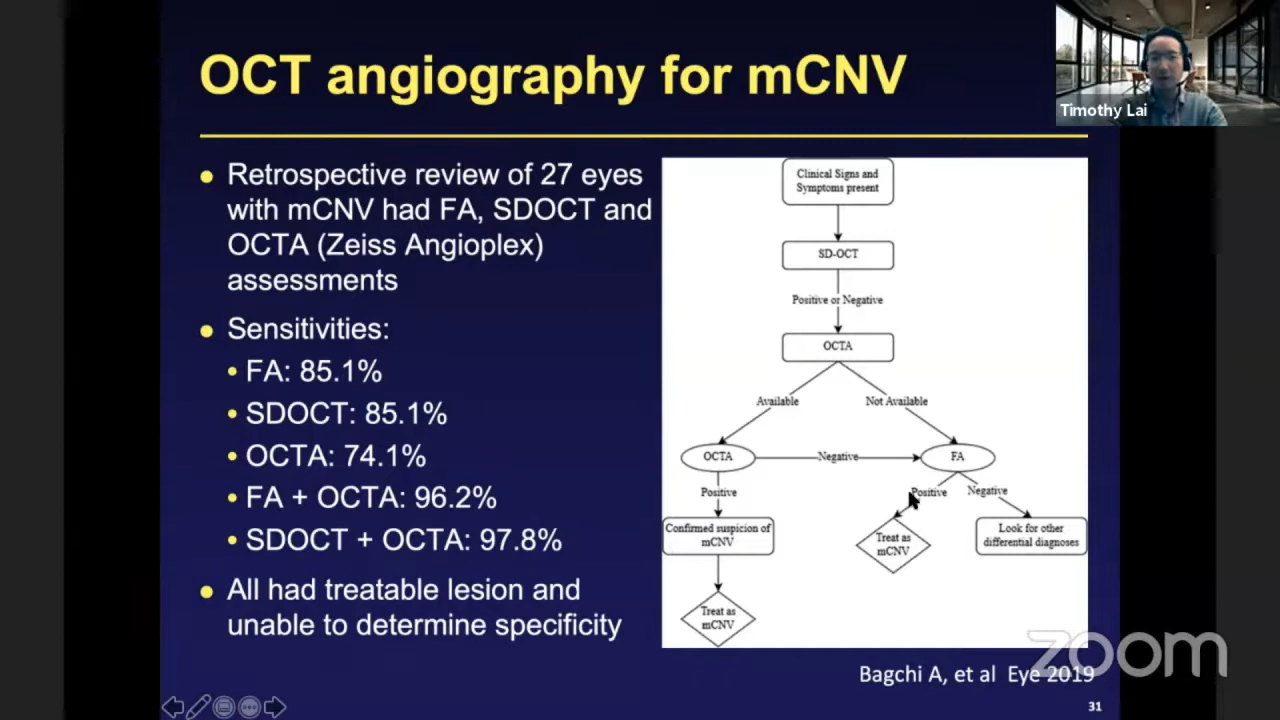 OCT angiography for mCNV
Timothy Lai
Retrospective review of 27 eyes
with mCNV had FA, SDOCT and
OCTA (Zeiss Angioplex)
assessments
Sensitivities:
FA: 85.1%
SDOCT: 85.1%
OCTA: 74.1%
FA + OCTA: 96.2%
SDOCT + OCTA: 97.8%
All had treatable lesion and
unable to determine specificity
Clinical Signs and
Symptoms present
SD-OCT
Positive or Negative
OCTA
Available
Not Available
OCTA
Negative
FA
Positive
Positive
Negative
Confirmed suspicion of
mCNV
Treat as
mCNV
Look for other
differential diagnoses
Treat as
mCNV
zoom
Bagchi A, et al Eye 2019
31